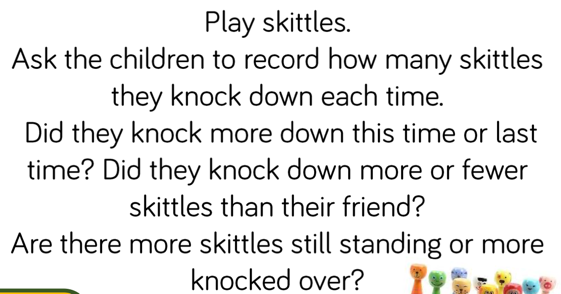 Play skittles.
Ask the children to record how many skittles
they knock down each time.
Did they knock more down this time or last
time? Did they knock down more or fewer
skittles than their friend?
Are there more skittles still standing or more
knocked over?